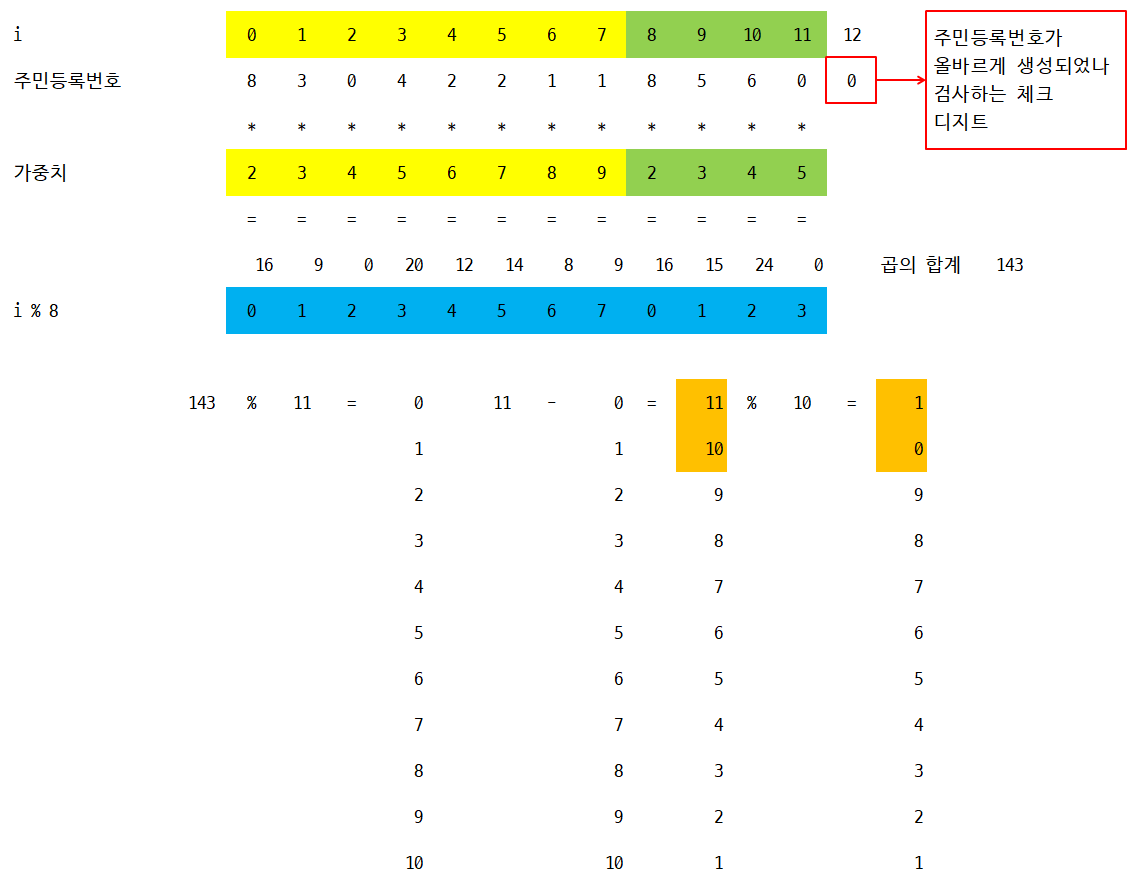 i 0 1 2 3 4 5 6 7 8 9 10 11 12
주민등록번호 8 3 0 4 2 2 1 1 8 5 6 0 0
주민등록번호가
올바르게 생성되었나
검사하는 체크
디지트
* * * * * * * * * * * *
가중치 2 3 4 5 6 7 8 9 2 3 4 5
= = = = = = = = = = = =
16 9 0 20 12 14 8 9 16 15 24 0 곱의 합계 143
i % 8 0 1 2 3 4 5 6 7 0 1 2 3
143 % 11 = 0 11 - 0 = 11 % 10 = 1
1 1 10 0
2 2 9 9
3 3 8 8
4 4 7 7
5 5 6 6
6 6 5 5
7 7 4 4
8 8 3 3
9 9 2 2
10 10 1 1